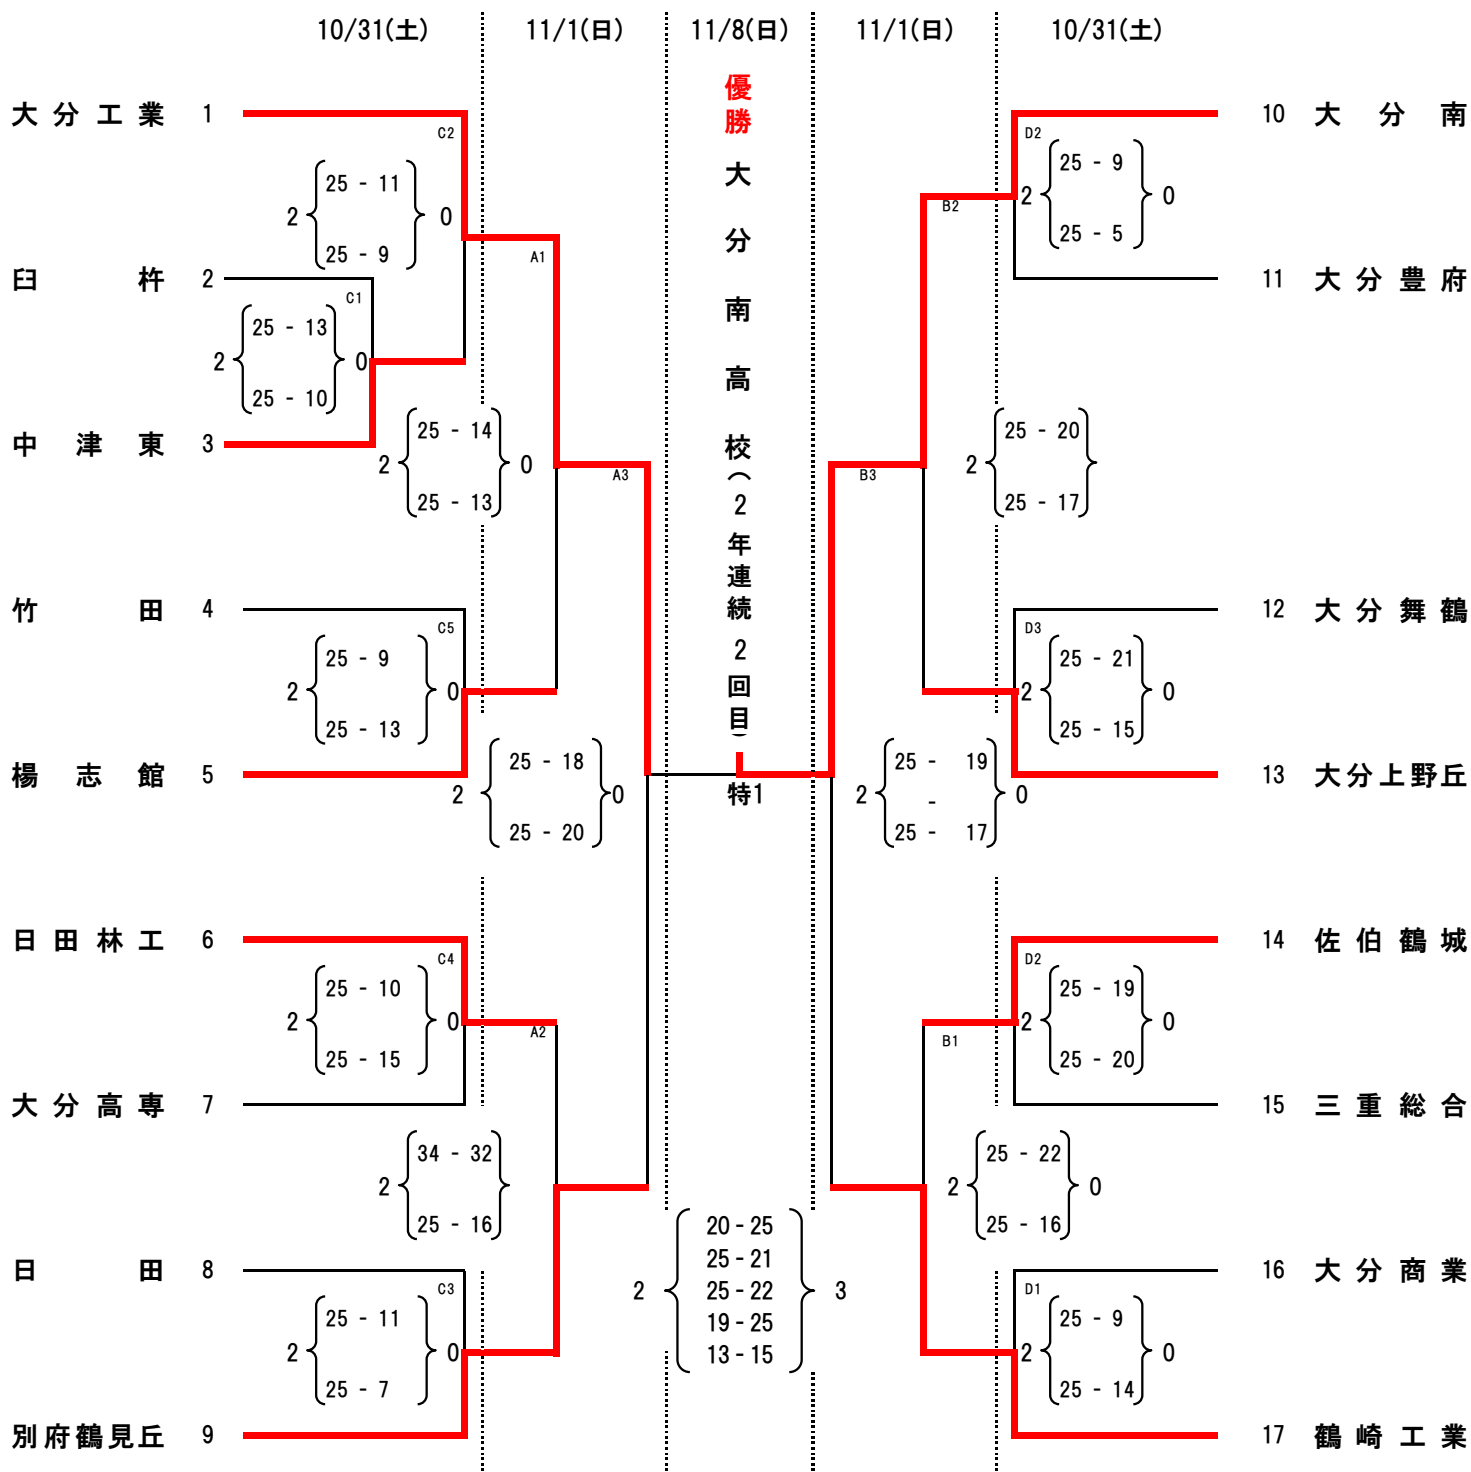 10/31(土) 11/1(日) 11/8(日) 11/1(日) 10/31(土)
優勝 大分南高校(2年連続2回目)
大分工業 1
C2
2 25 - 11 0
25 - 9
臼杵 2
C1
2 25 - 13 0
25 - 10
中津東 3
A1
2 25 - 14 0
25 - 13
A3
竹田 4
C5
2 25 - 9 0
25 - 13
楊志館 5
2 25 - 18 0
25 - 20
日田林工 6
C4
2 25 - 10 0
25 - 15
A2
大分高専 7
2 34 - 32
25 - 16
日田 8
C3
2 25 - 11 0
25 - 7
別府鶴見丘 9
特1
2 20 - 25 3
25 - 21
25 - 22
19 - 25
13 - 15
10 大分南
D2
2 25 - 9 0
25 - 5
B2
11 大分豊府
B3
2 25 - 20
25 - 17
12 大分舞鶴
D3
2 25 - 21 0
25 - 15
13 大分上野丘
2 25 - 19 0
-
25 - 17
14 佐伯鶴城
D2
2 25 - 19 0
25 - 20
B1
15 三重総合
2 25 - 22 0
25 - 16
16 大分商業
D1
2 25 - 9 0
25 - 14
17 鶴崎工業